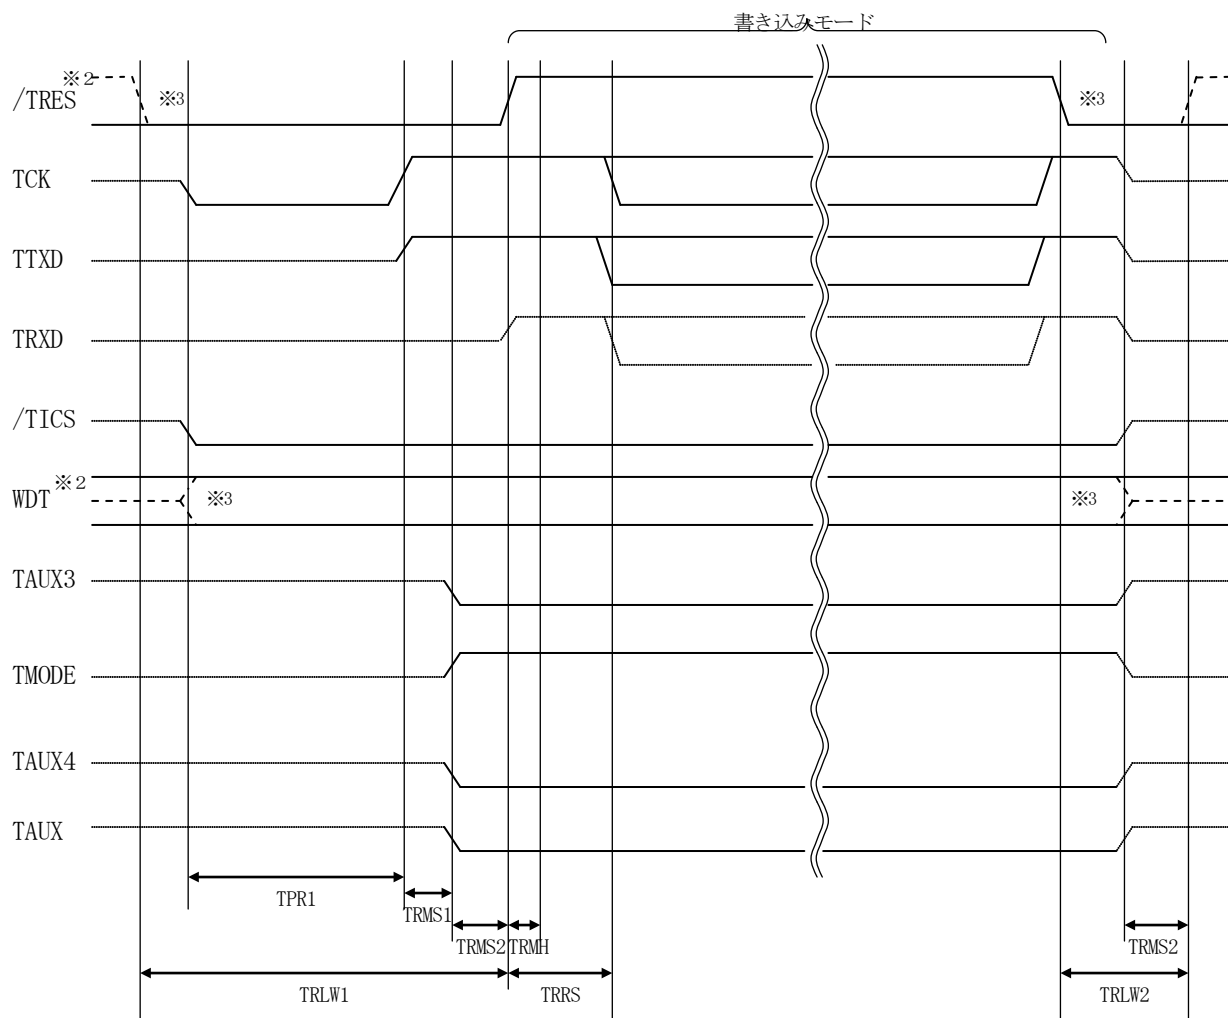 書き込みモード
※2
/TRES
※3
※3
TCK
TTXD
TRXD
/TICS
※2
WDT
※3
※3
TAUX3
TMODE
TAUX4
TAUX
TPR1
TRMS1
TRMS2
TRMH
TRMS2
TRLW1
TRRS
TRLW2